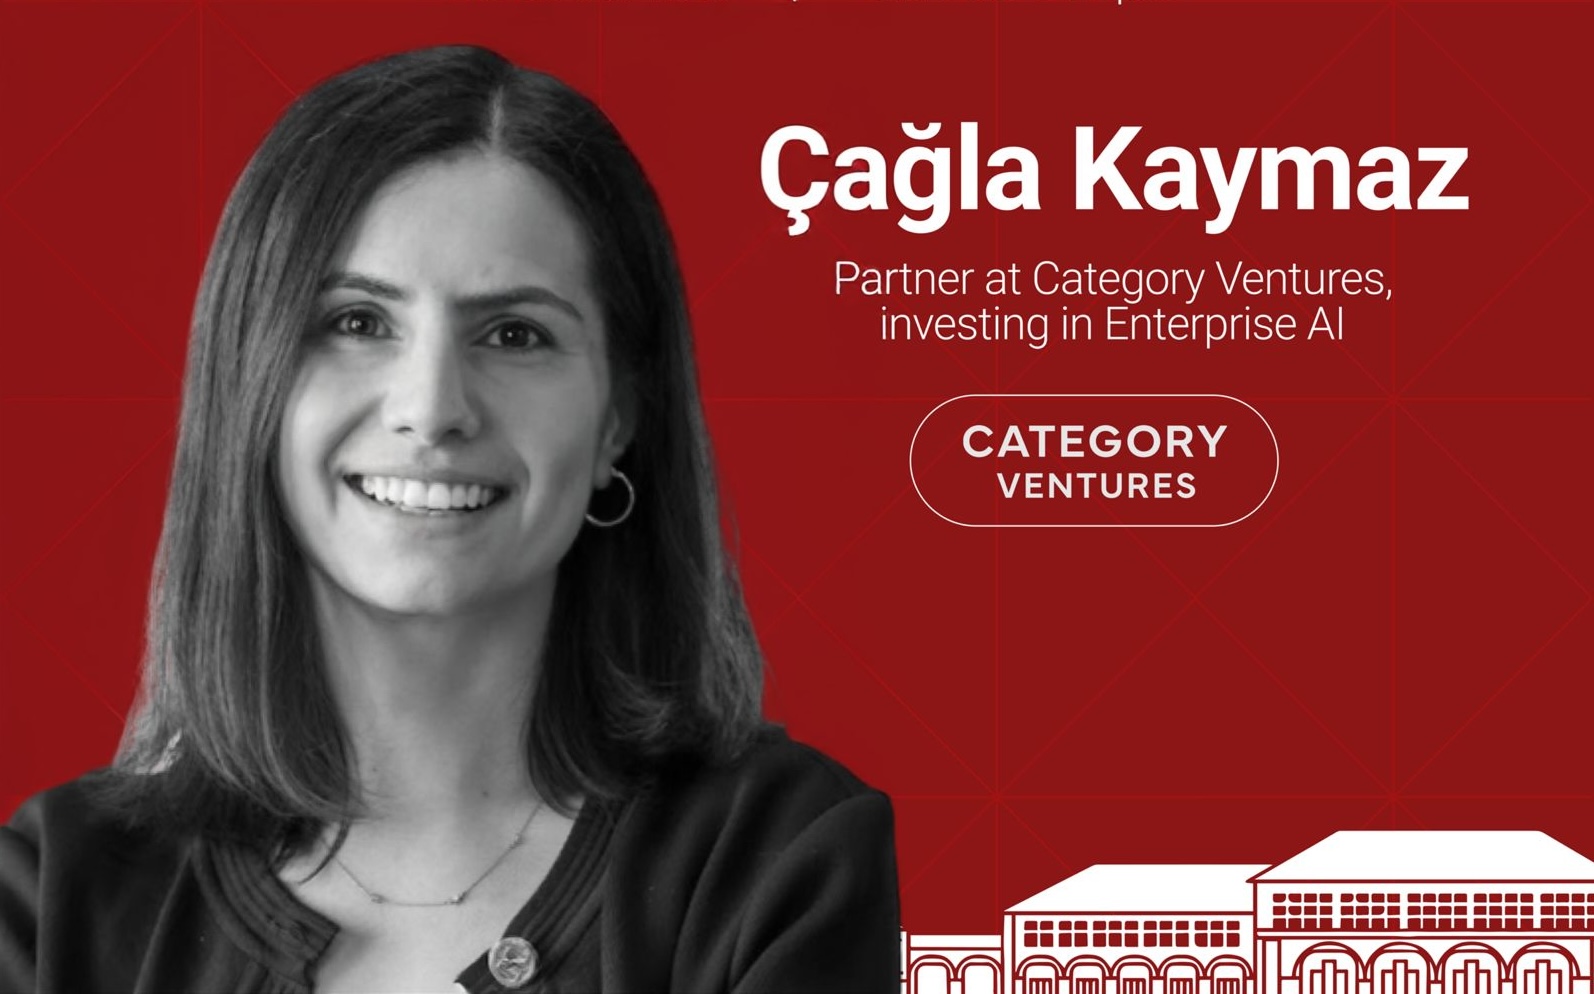 Çağla Kaymaz
Partner at Category Ventures,
investing in Enterprise AI
CATEGORY
VENTURES